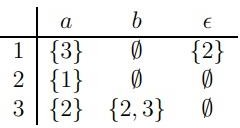 a b ϵ
1 {3} ∅ {2}
2 {1} ∅ ∅
3 {2} {2, 3} ∅